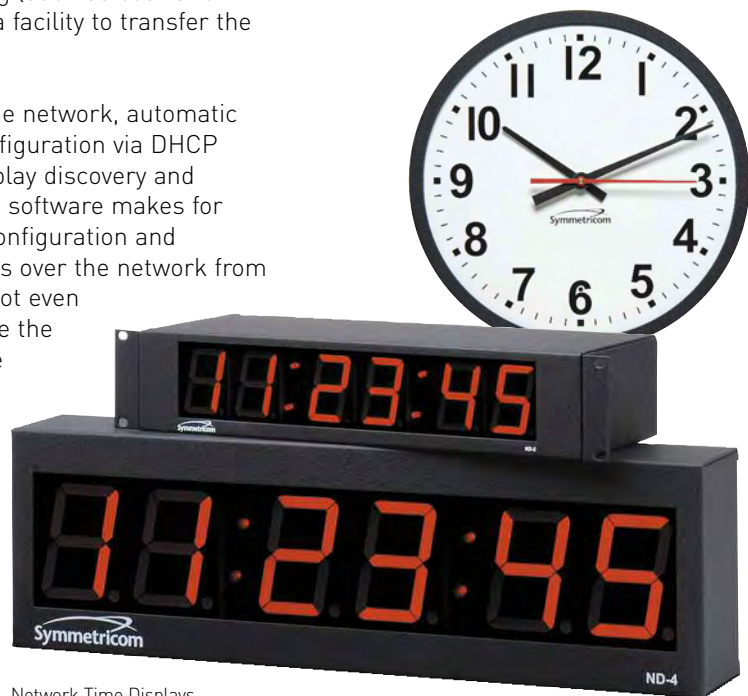 a facility to transfer the
e network, automatic
figuration via DHCP
play discovery and
software makes for
onfiguration and
s over the network from
ot even
e the
e
12
11 1
10 2
9 3
Symmetricom
8 4
7 5
6
11:23:45
Symmetricom
11:23:45
Symmetricom
ND-4
Network Time Displays